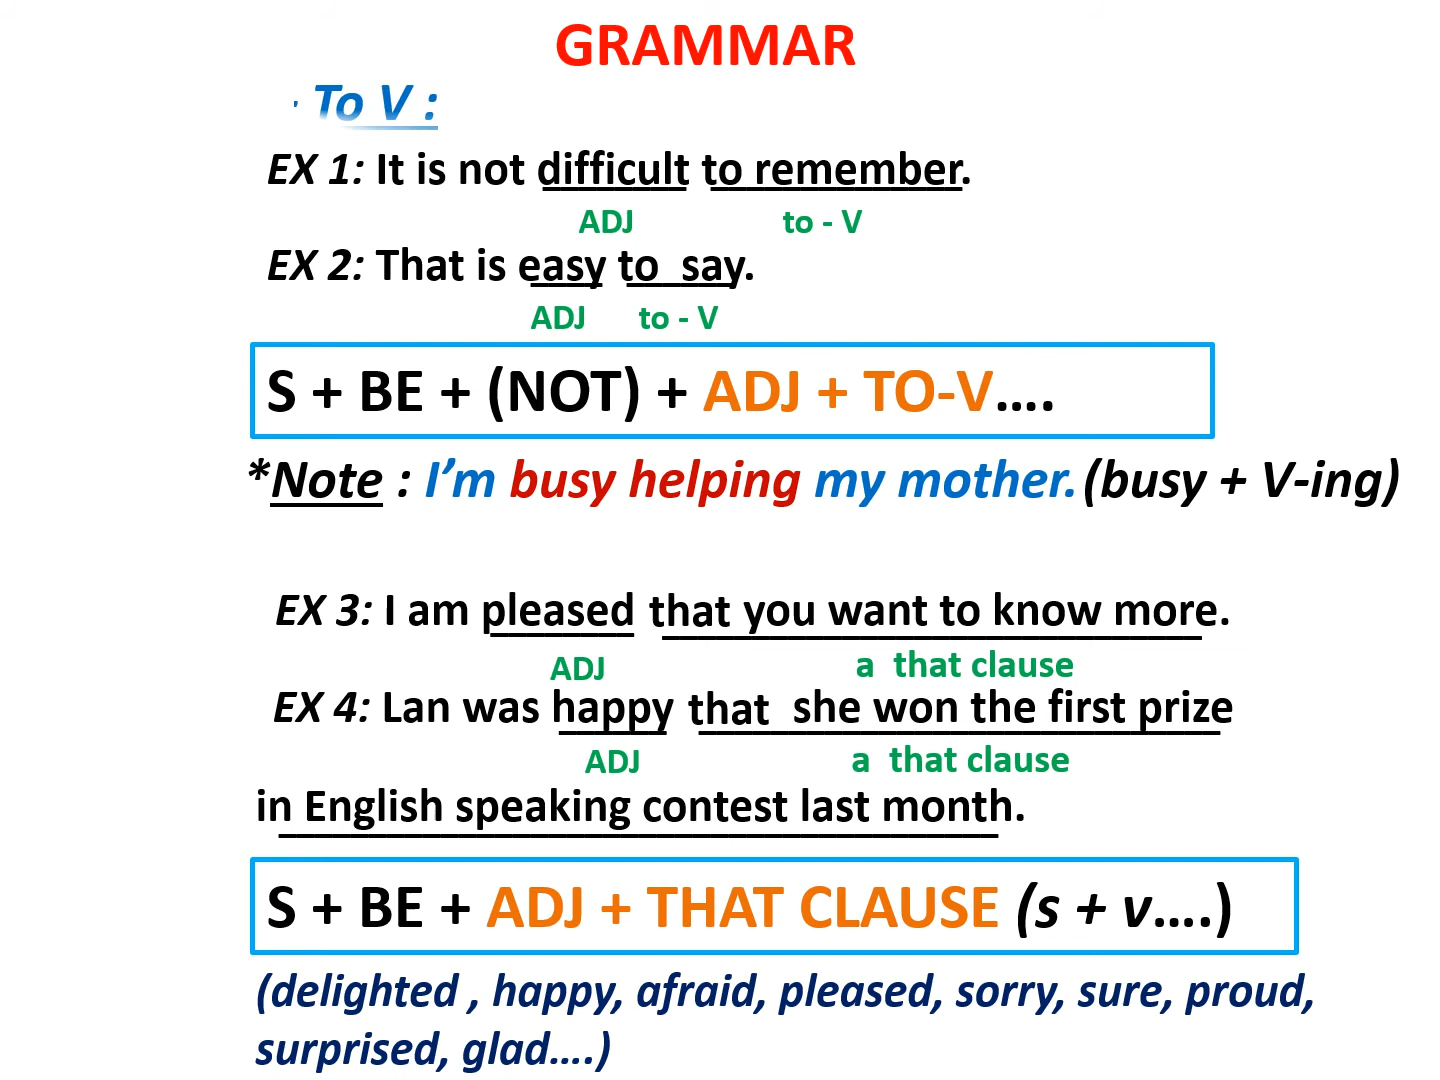 GRAMMAR
To V :
EX 1: It is not difficult to remember.
ADJ to - V
EX 2: That is easy to say.
ADJ to - V
S + BE + (NOT) + ADJ + TO-V....
*Note : I'm busy helping my mother. (busy + V-ing)
EX 3: I am pleased that you want to know more.
ADJ a that clause
EX 4: Lan was happy that she won the first prize
ADJ a that clause
in English speaking contest last month.
S + BE + ADJ + THAT CLAUSE (s + v....)
(delighted , happy, afraid, pleased, sorry, sure, proud,
surprised, glad....)